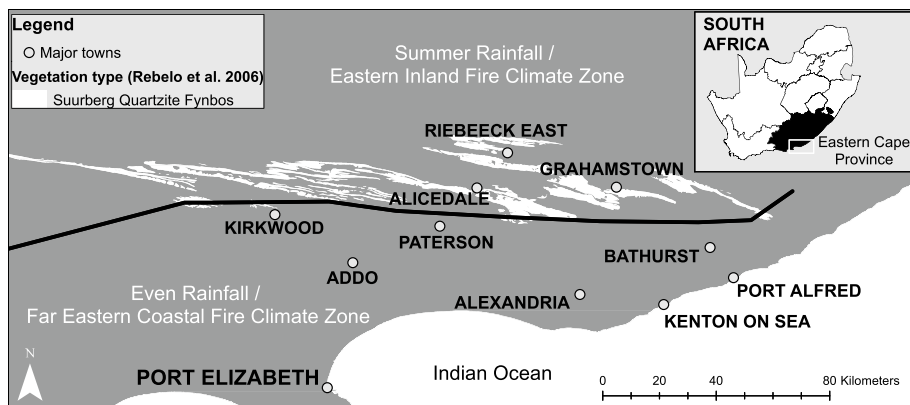 Legend
Major towns
Vegetation type (Rebelo et al. 2006)
Suurberg Quartzite Fynbos
Summer Rainfall /
Eastern Inland Fire Climate Zone
SOUTH
AFRICA
Eastern Cape
Province
RIEBEECK EAST
GRAHAMSTOWN
ALICEDALE
KIRKWOOD
PATERSON
BATHURST
ADDO
PORT ALFRED
ALEXANDRIA
KENTON ON SEA
Even Rainfall /
Far Eastern Coastal Fire Climate Zone
N
PORT ELIZABETH
Indian Ocean
0 20 40 80 Kilometers